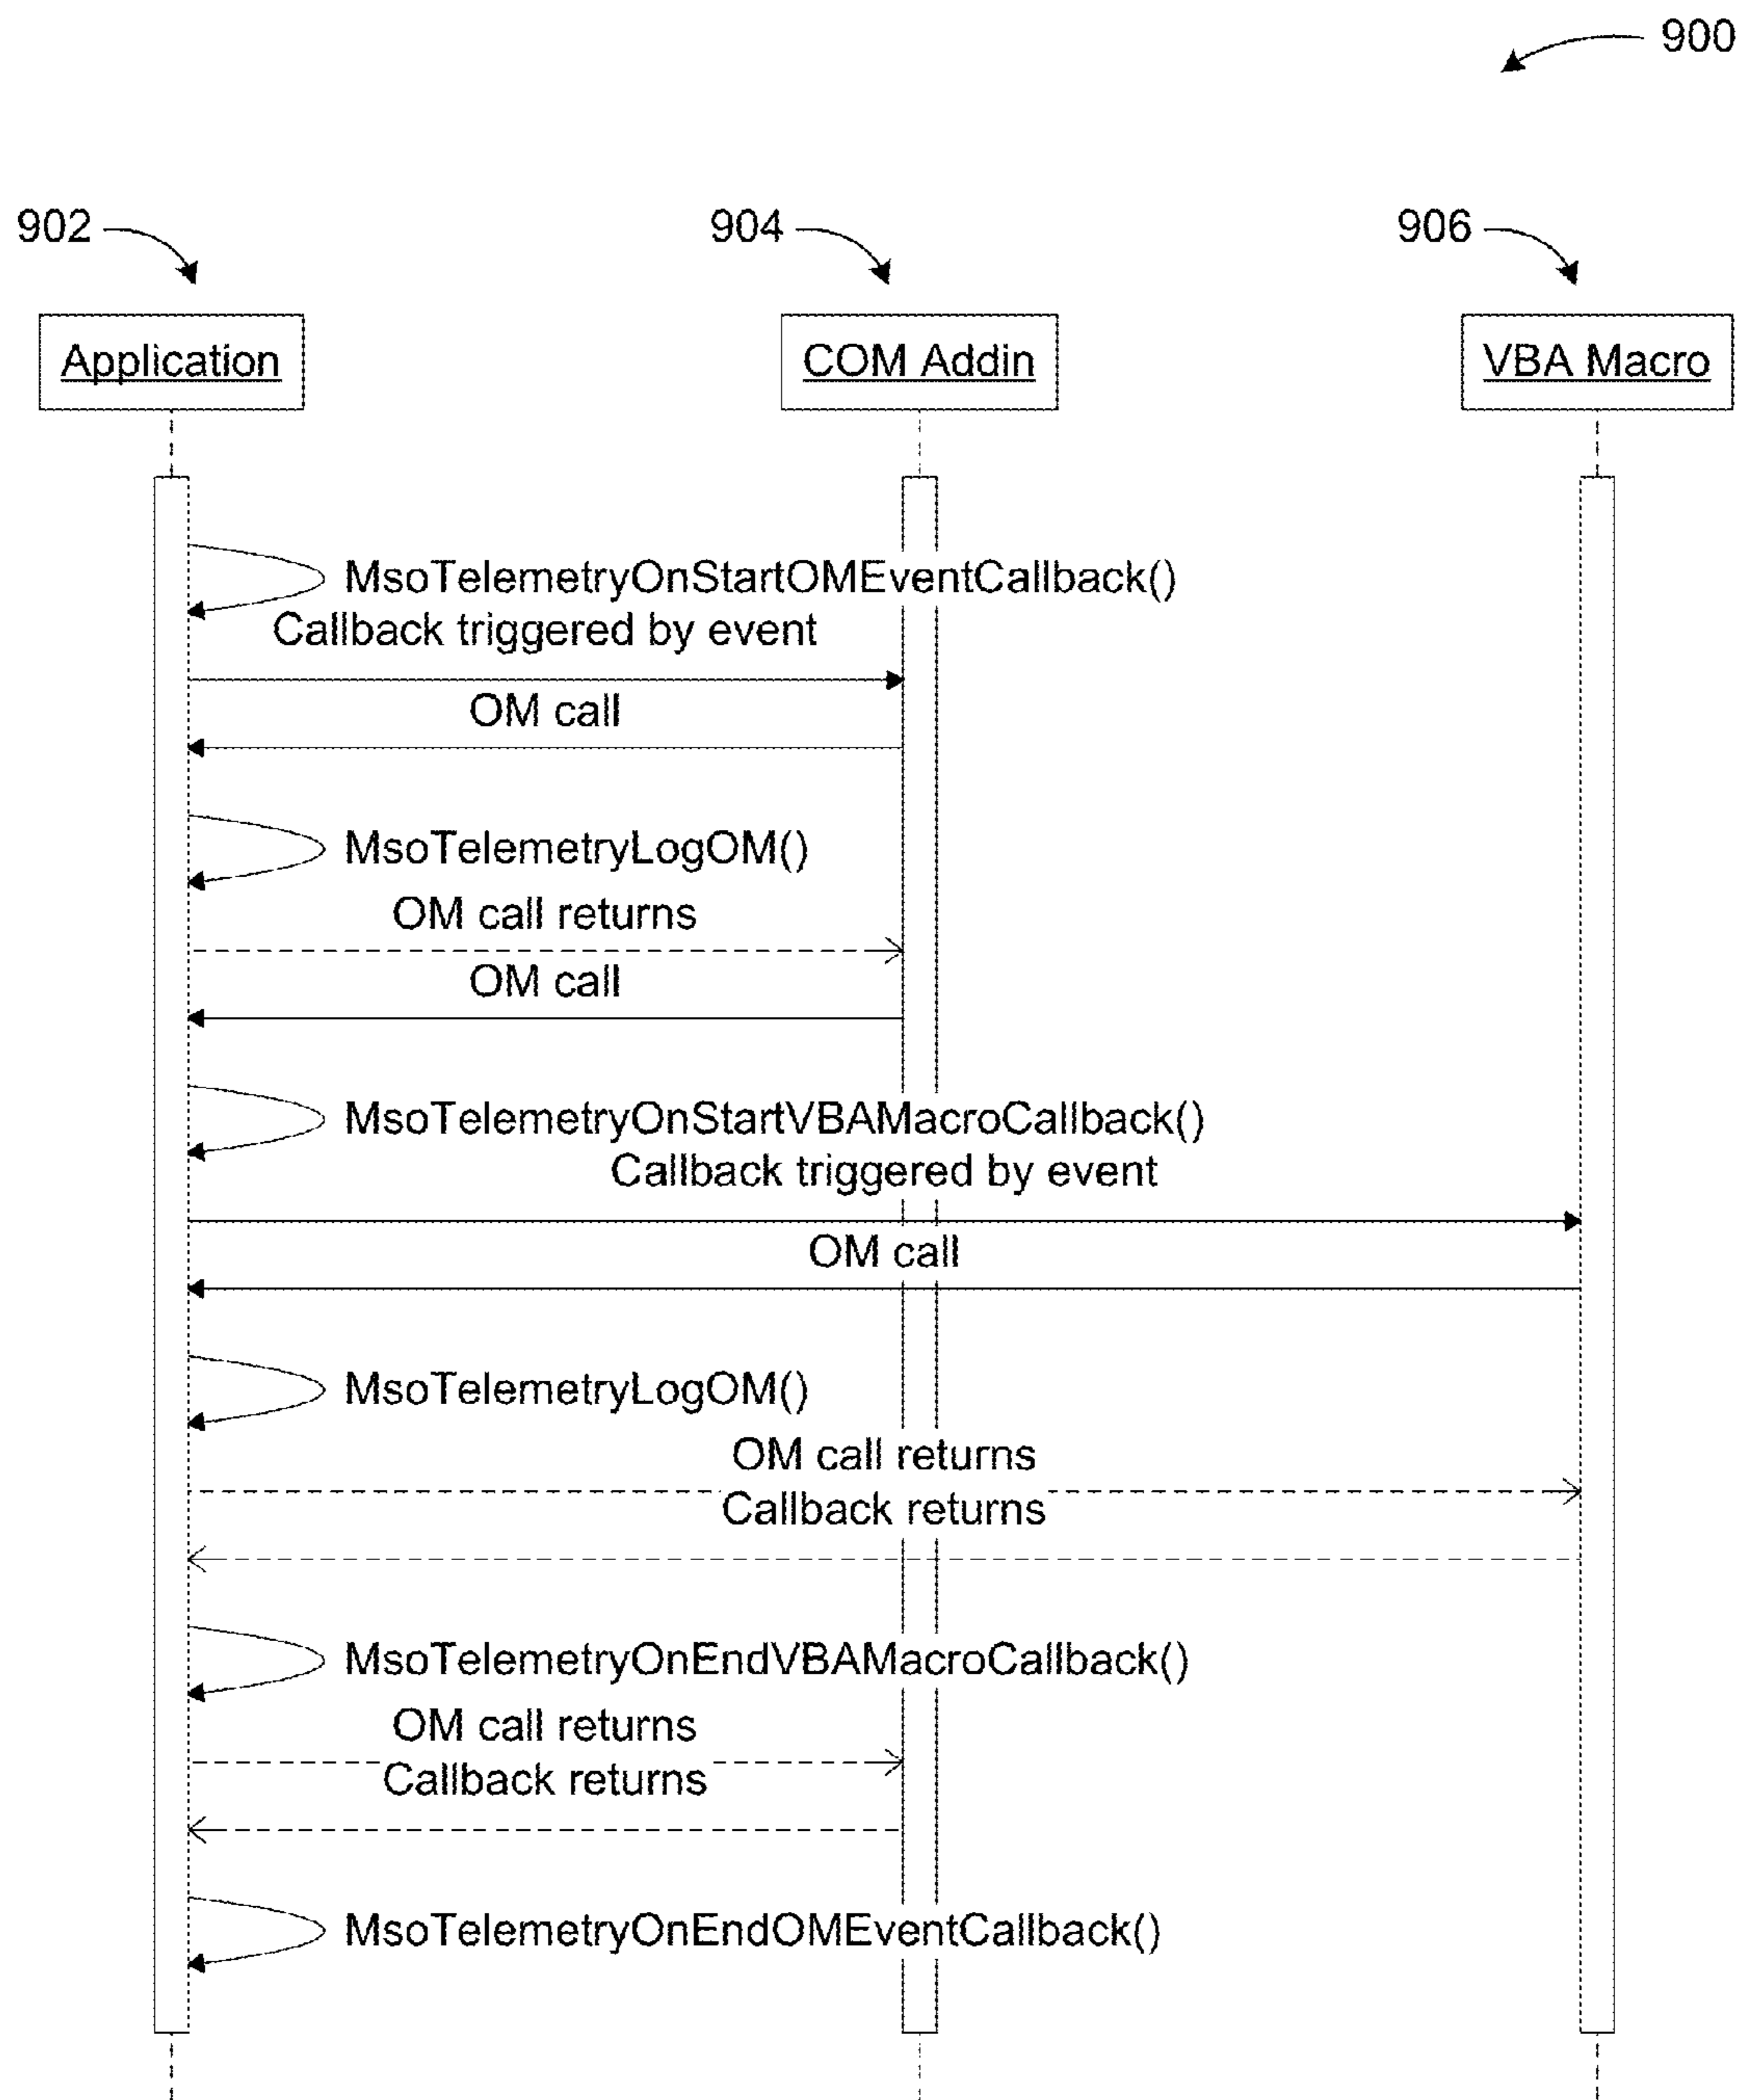 900
902
904
906
Application
COM Addin
VBA Macro
MsoTelemetryOnStartOMEventCallback()
Callback triggered by event
OM call
MsoTelemetryLogOM()
OM call returns
OM call
MsoTelemetryOnStartVBAMacroCallback()
Callback triggered by event
OM call
MsoTelemetryLogOM()
OM call returns
Callback returns
MsoTelemetryOnEndVBAMacroCallback()
OM call returns
Callback returns
MsoTelemetryOnEndOMEventCallback()